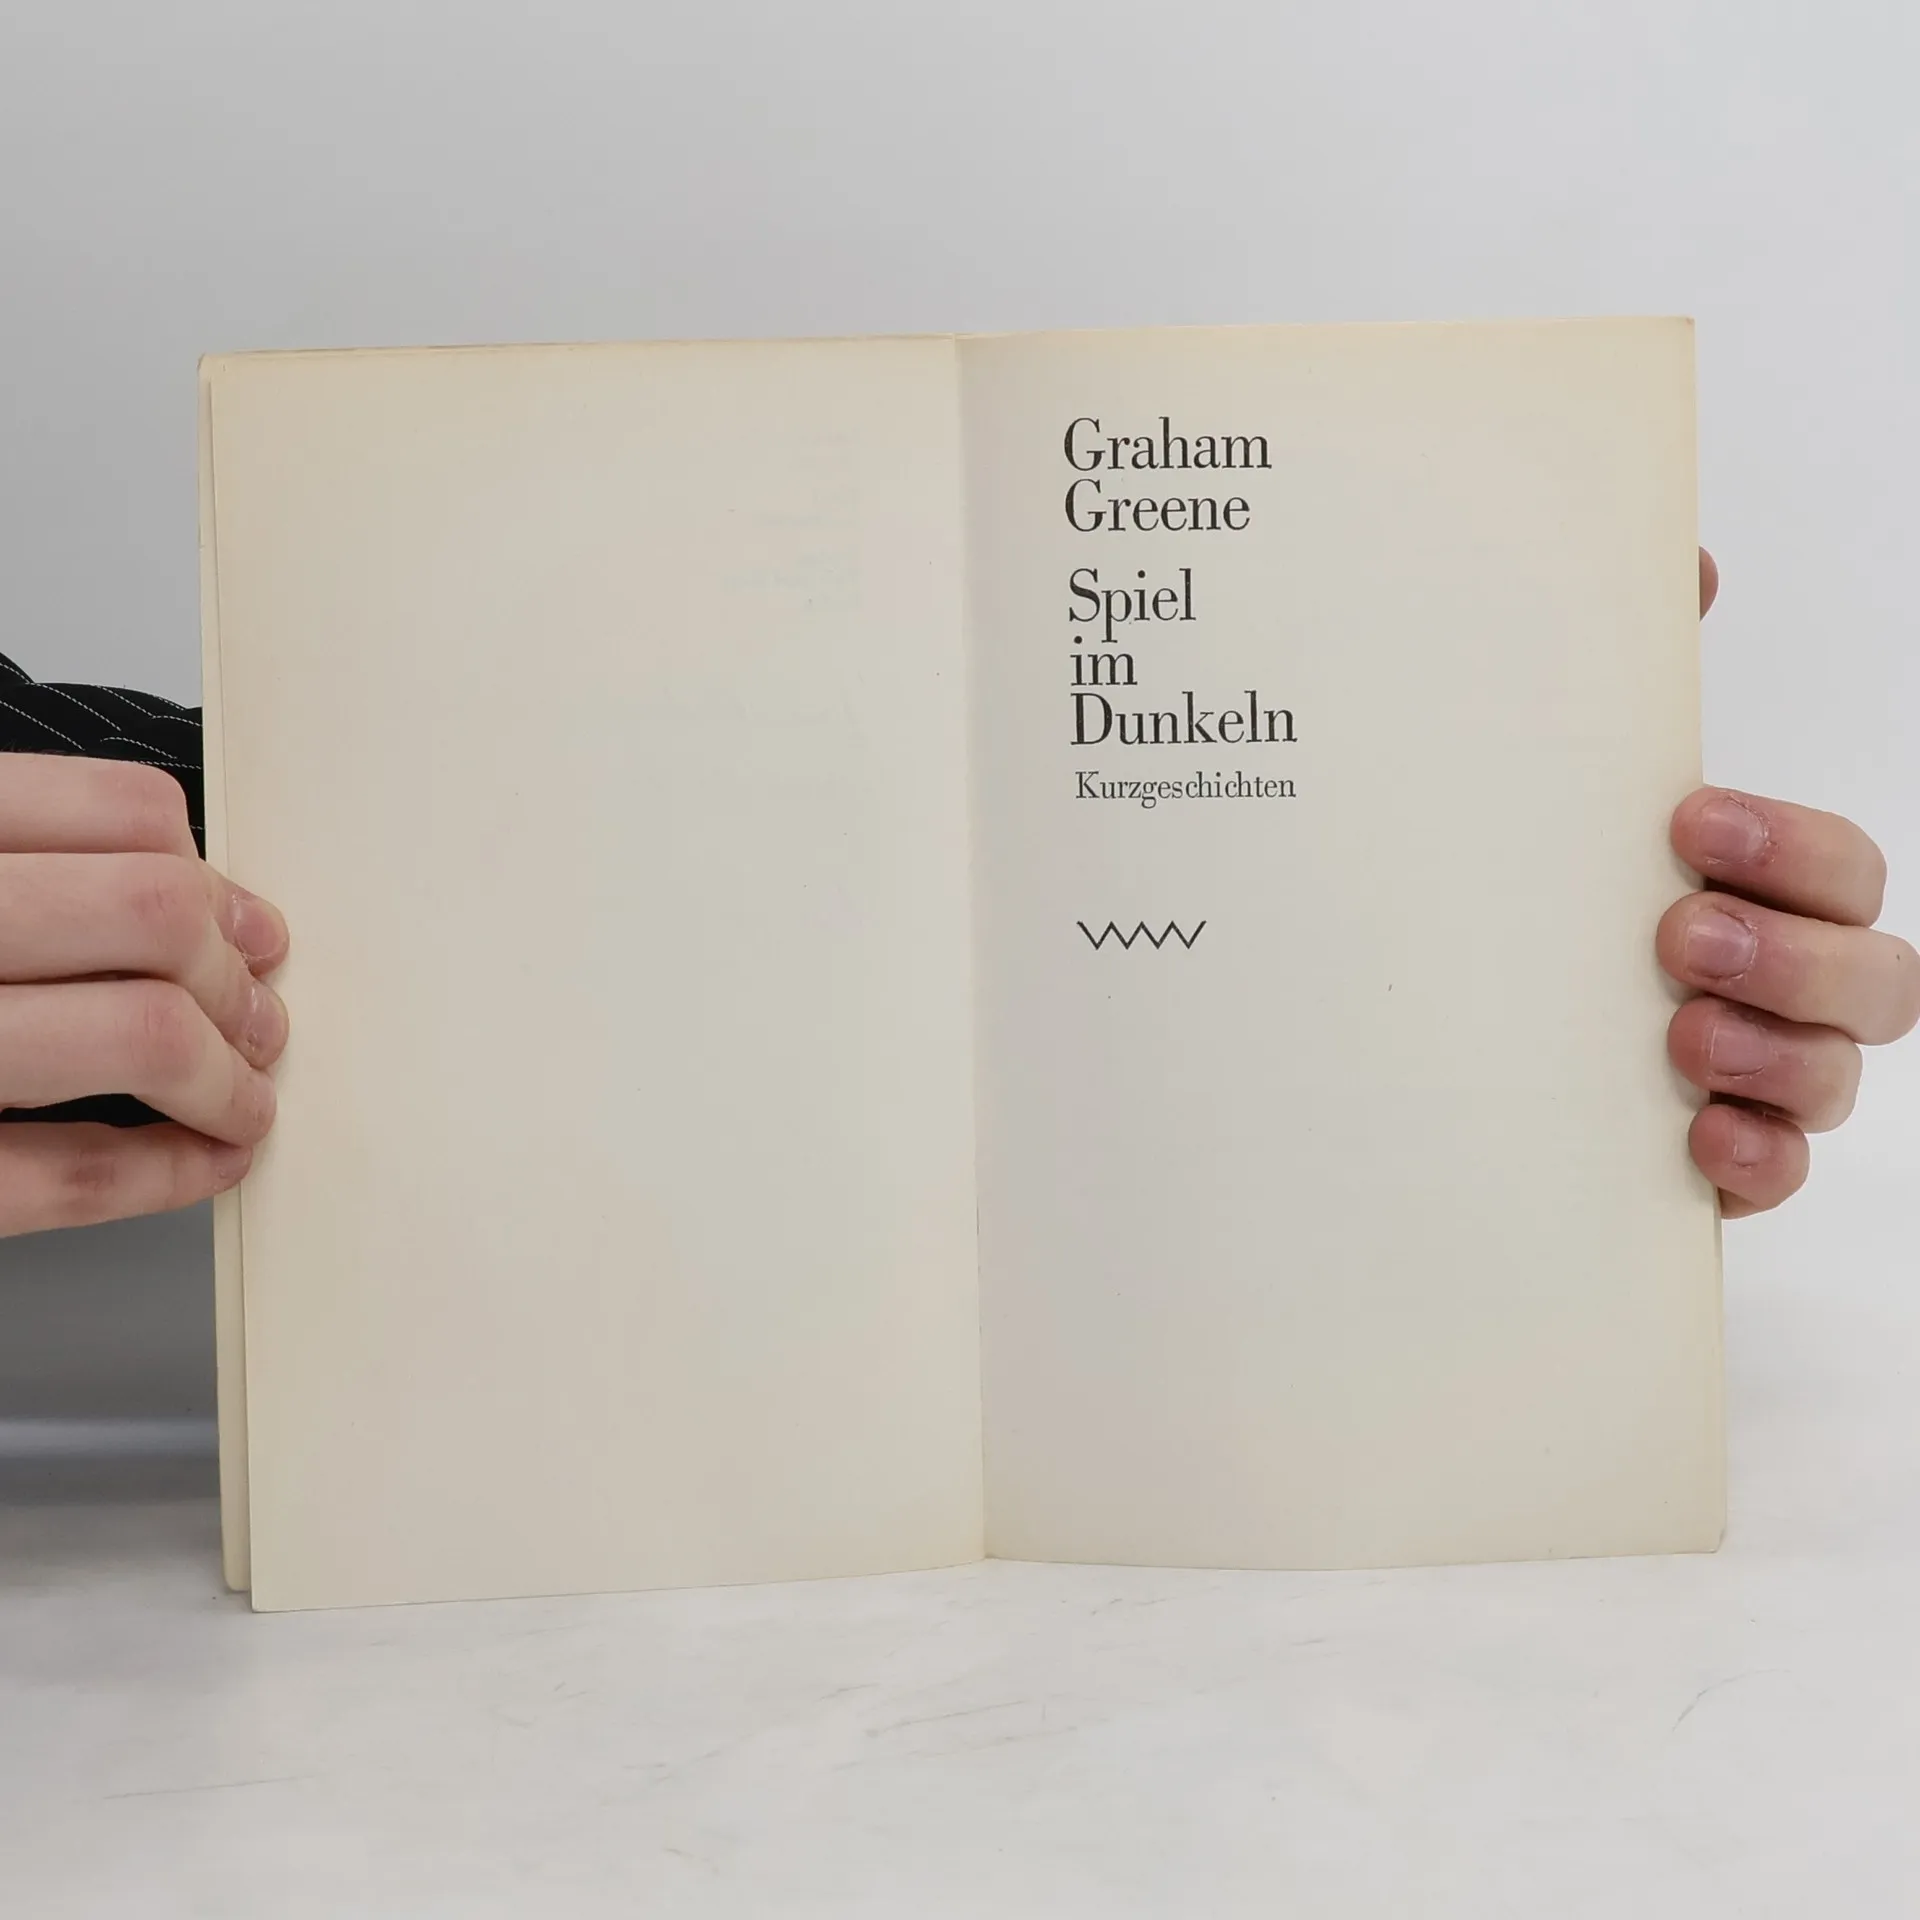 Graham
Greene
Spiel
im
Dunkeln
Kurzgeschichten